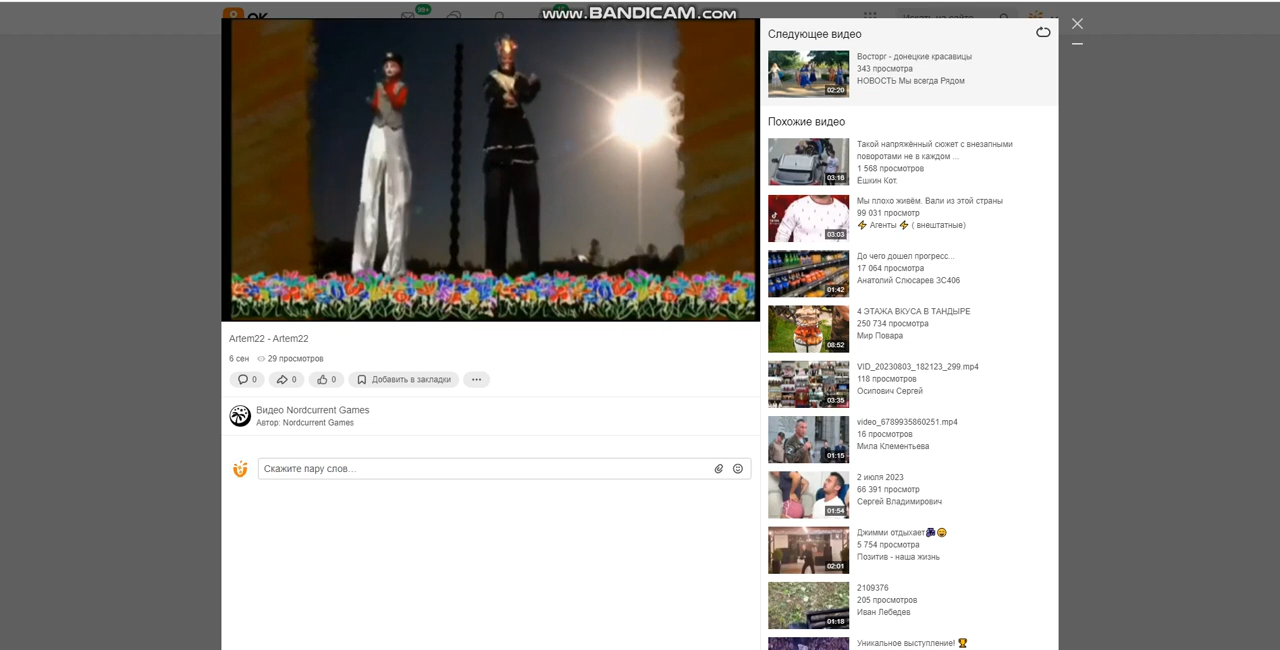 ОК
99+
www.BANDICAM.com
Искать на сайте
Следующее видео
02:20
Восторг - донецкие красавицы
343 просмотра
НОВОСТЬ Мы всегда Рядом
Похожие видео
03:16
Такой напряжённый сюжет с внезапными
поворотами не в каждом ...
1 568 просмотров
Ёшкин Кот.
03:03
Мы плохо живём. Вали из этой страны
99 031 просмотр
⚡ Агенты ⚡ ( внештатные)
01:42
До чего дошел прогресс...
17 064 просмотра
Анатолий Слюсарев ЗС406
08:52
4 ЭТАЖА ВКУСА В ТАНДЫРЕ
250 734 просмотра
Мир Повара
03:35
VID_20230803_182123_299.mp4
118 просмотров
Осипович Сергей
01:15
video_6789935860251.mp4
16 просмотров
Мила Клементьева
01:54
2 июля 2023
66 391 просмотр
Сергей Владимирович
02:01
Джимми отдыхает
5 754 просмотра
Позитив - наша жизнь
01:18
2109376
205 просмотров
Иван Лебедев
Уникальное выступление! 🏆
Artem22 - Artem22
6 сен 29 просмотров
0 0 0 Добавить в закладки
Видео Nordcurrent Games
Автор: Nordcurrent Games
Скажите пару слов...